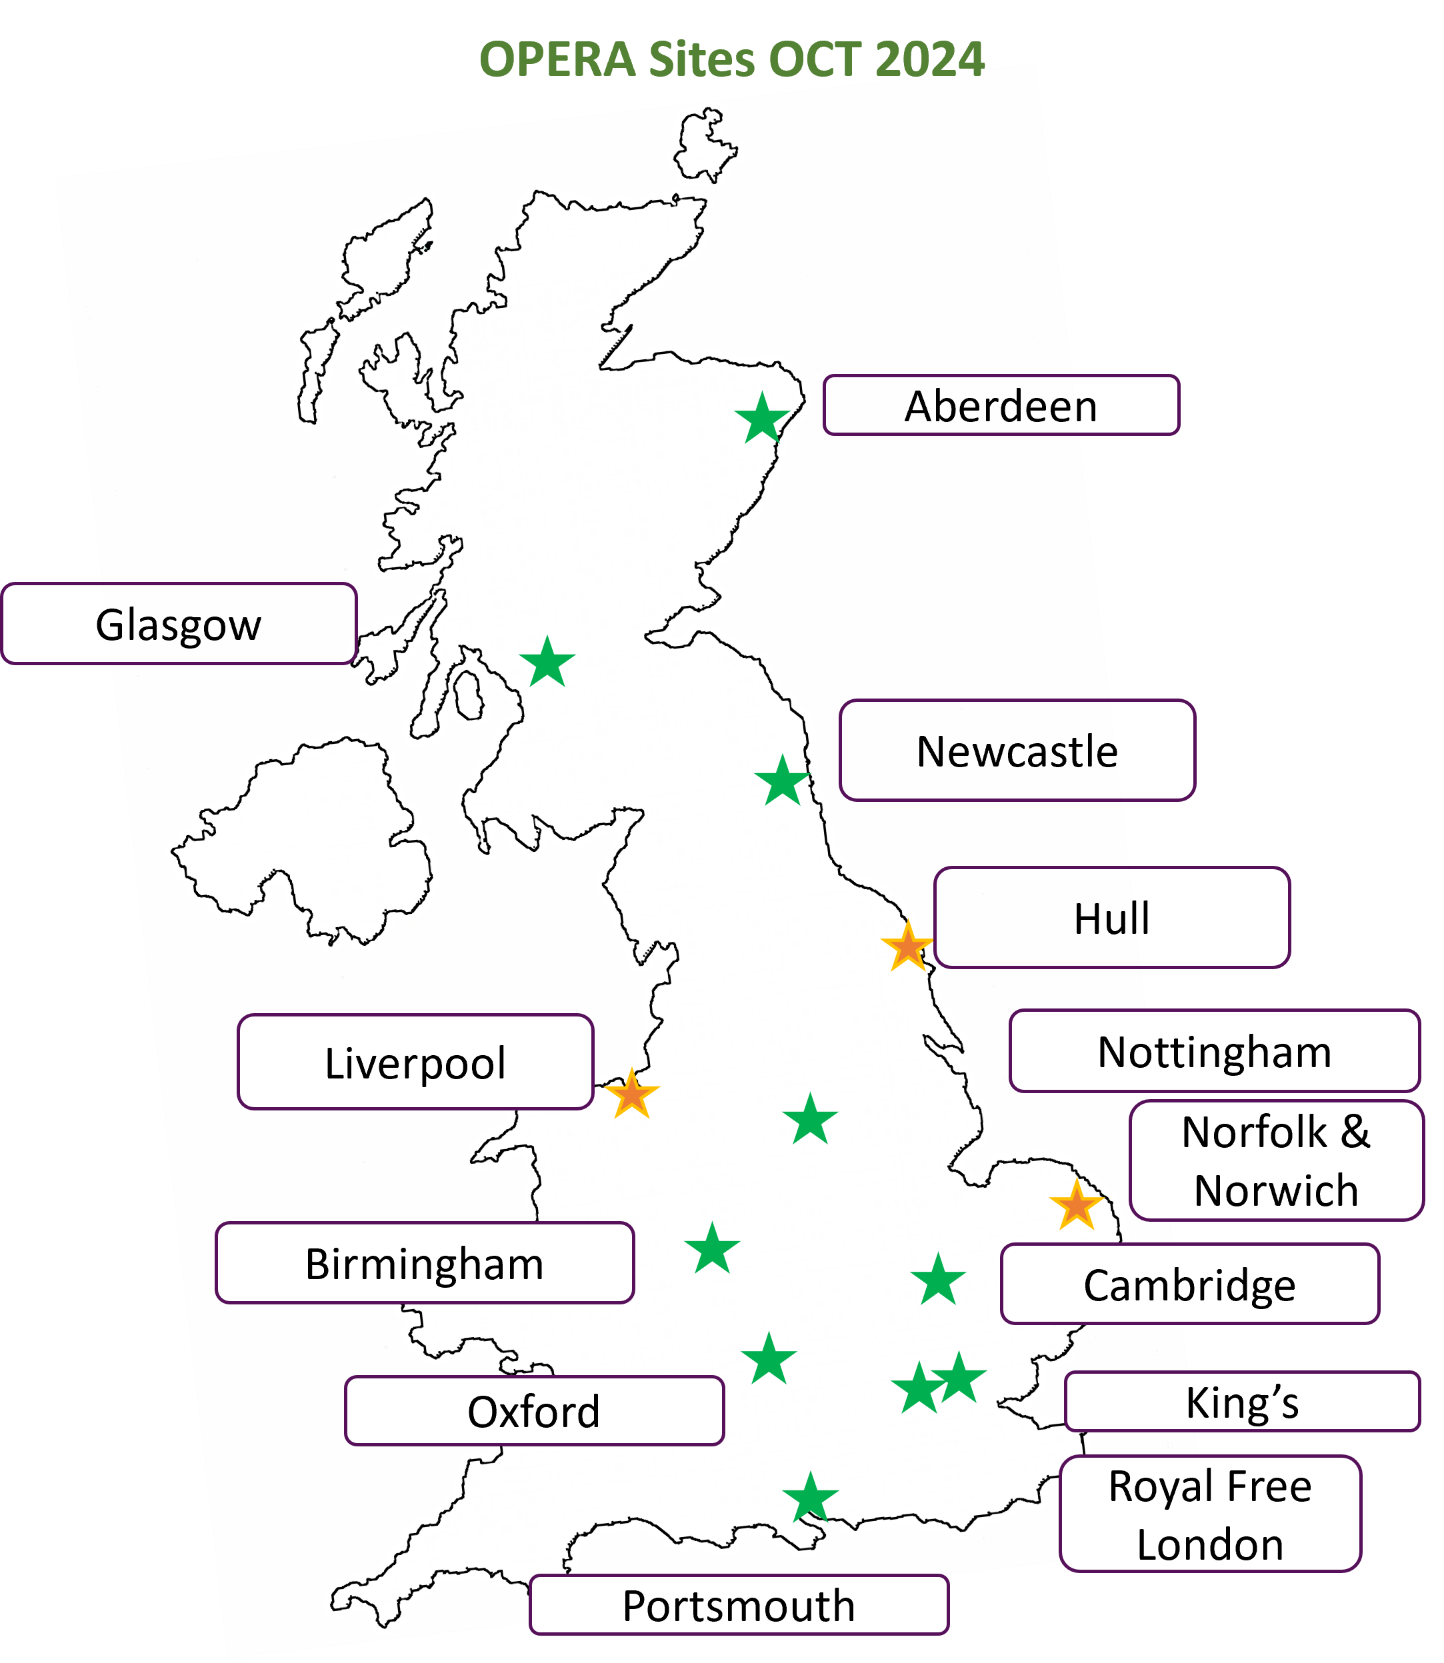 OPERA Sites OCT 2024
Aberdeen
Glasgow
Newcastle
Hull
Nottingham
Liverpool
Norfolk &
Norwich
Birmingham
Cambridge
King’s
Oxford
Royal Free
London
Portsmouth